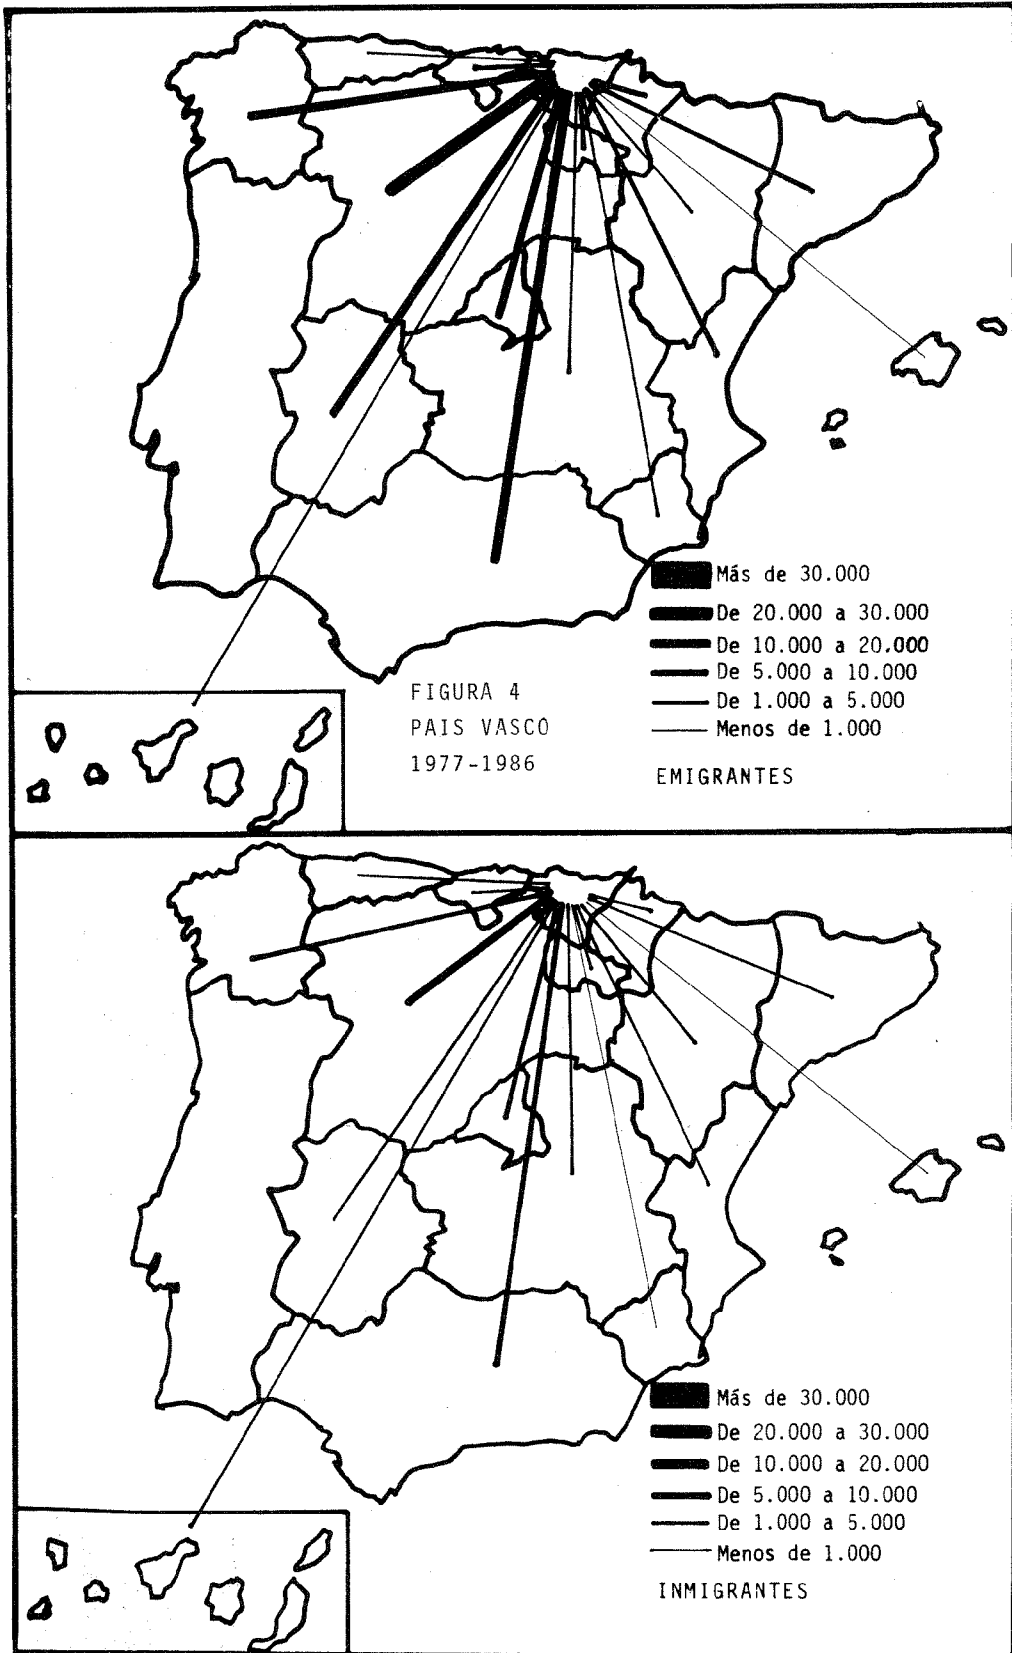 Más de 30.000
De 20.000 a 30.000
De 10.000 a 20.000
De 5.000 a 10.000
De 1.000 a 5.000
Menos de 1.000
FIGURA 4
PAIS VASCO
1977-1986
EMIGRANTES
Más de 30.000
De 20.000 a 30.000
De 10.000 a 20.000
De 5.000 a 10.000
De 1.000 a 5.000
Menos de 1.000
INMIGRANTES